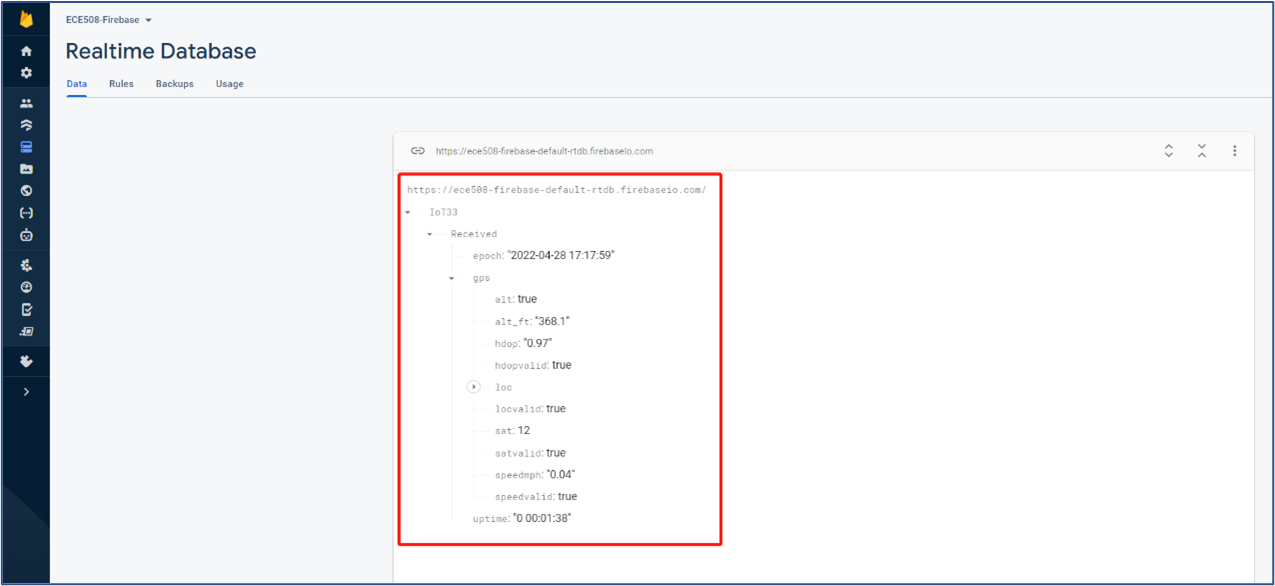 ECE508-Firebase
Realtime Database
Data Rules Backups Usage
https://ece508-firebase-default-rtdb.firebaseio.com
https://ece508-firebase-default-rtdb.firebaseio.com/
IoT33
Received
epoch: "2022-04-28 17:17:59"
gps
alt: true
alt_ft: "368.1"
hdop: "0.97"
hdopvalid: true
loc
locvalid: true
sat: 12
satvalid: true
speedmph: "0.04"
speedvalid: true
uptime: "0 00:01:38"